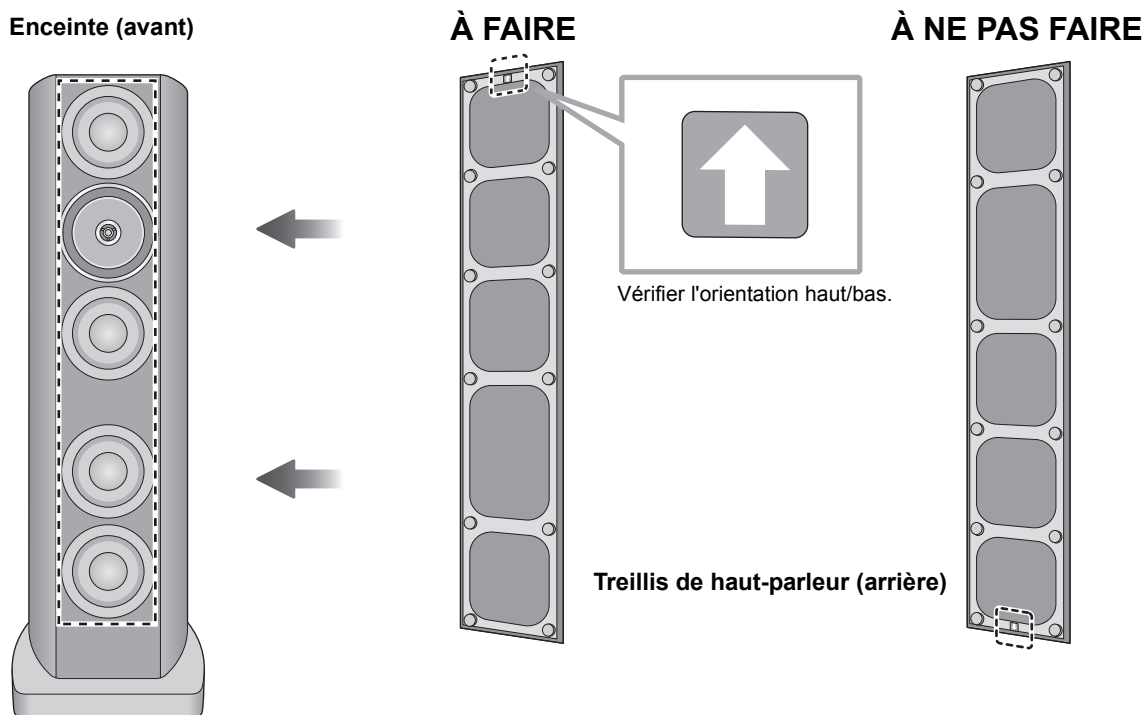 Enceinte (avant)
À FAIRE
À NE PAS FAIRE
Vérifier l'orientation haut/bas.
Treillis de haut-parleur (arrière)